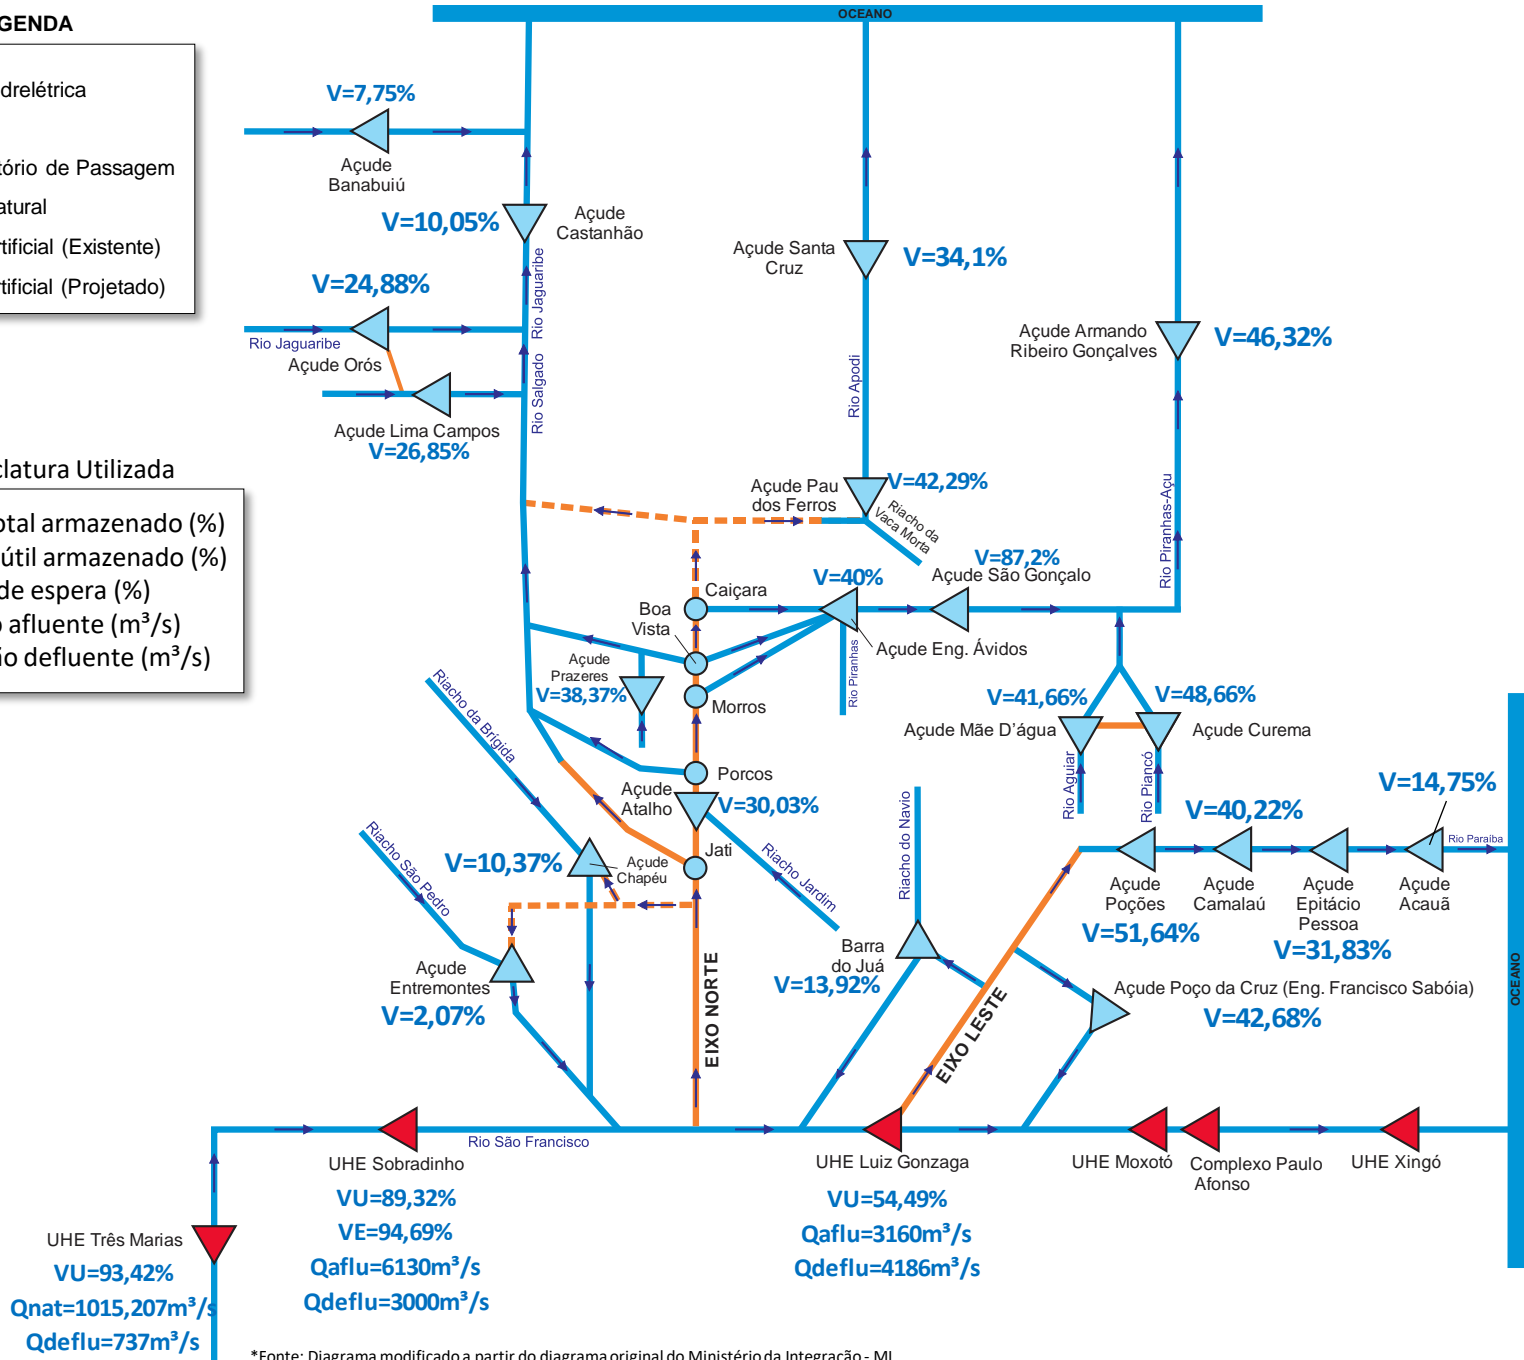 OCEANO
GENDA
drelétrica
tório de Passagem
atural
rtificial (Existente)
rtificial (Projetado)
V=7,75%
Açude
Banabuiú
V=10,05%
Açude
Castanhão
Rio Jaguaribe
V=24,88%
Rio Jaguaribe
Açude Orós
Rio Salgado
Açude Lima Campos
V=26,85%
Açude Santa
Cruz
V=34,1%
Rio Apodi
Açude Armando
Ribeiro Gonçalves
V=46,32%
Rio Piranhas-Açu
clatura Utilizada
otal armazenado (%)
útil armazenado (%)
de espera (%)
o afluente (m³/s)
ão defluente (m³/s)
Açude Pau
dos Ferros
V=42,29%
Riacho da
Vaca Morta
V=87,2%
Açude São Gonçalo
V=40%
Caiçara
Boa
Vista
Açude Eng. Ávidos
Rio Piranhas
Açude
Prazeres
V=38,37%
Morros
Riacho da Brígida
Porcos
Açude
Atalho
V=30,03%
V=41,66%
V=48,66%
Açude Mãe D'água
Açude Curema
Rio Aguiar
Rio Piancó
V=14,75%
V=40,22%
Rio Paraiba
Riacho São Pedro
V=10,37%
Açude
Chapéu
Jati
Riacho Jardim
Riacho do Navio
Açude
Poções
V=51,64%
Açude
Camalaú
Açude
Epitácio
Pessoa
V=31,83%
Açude
Acauã
Açude
Entremontes
V=2,07%
EIXO NORTE
Barra
do Juá
V=13,92%
EIXO LESTE
Açude Poço da Cruz (Eng. Francisco Sabóia)
V=42,68%
OCEANO
Rio São Francisco
UHE Sobradinho
VU=89,32%
VE=94,69%
Qaflu=6130m³/s
Qdeflu=3000m³/s
UHE Luiz Gonzaga
VU=54,49%
Qaflu=3160m³/s
Qdeflu=4186m³/s
UHE Moxotó
Complexo Paulo
Afonso
UHE Xingó
UHE Três Marias
VU=93,42%
Qnat=1015,207m³/s
Qdeflu=737m³/s
*Fonte: Diagrama modificado a partir do diagrama original do Ministério da Integração - MI